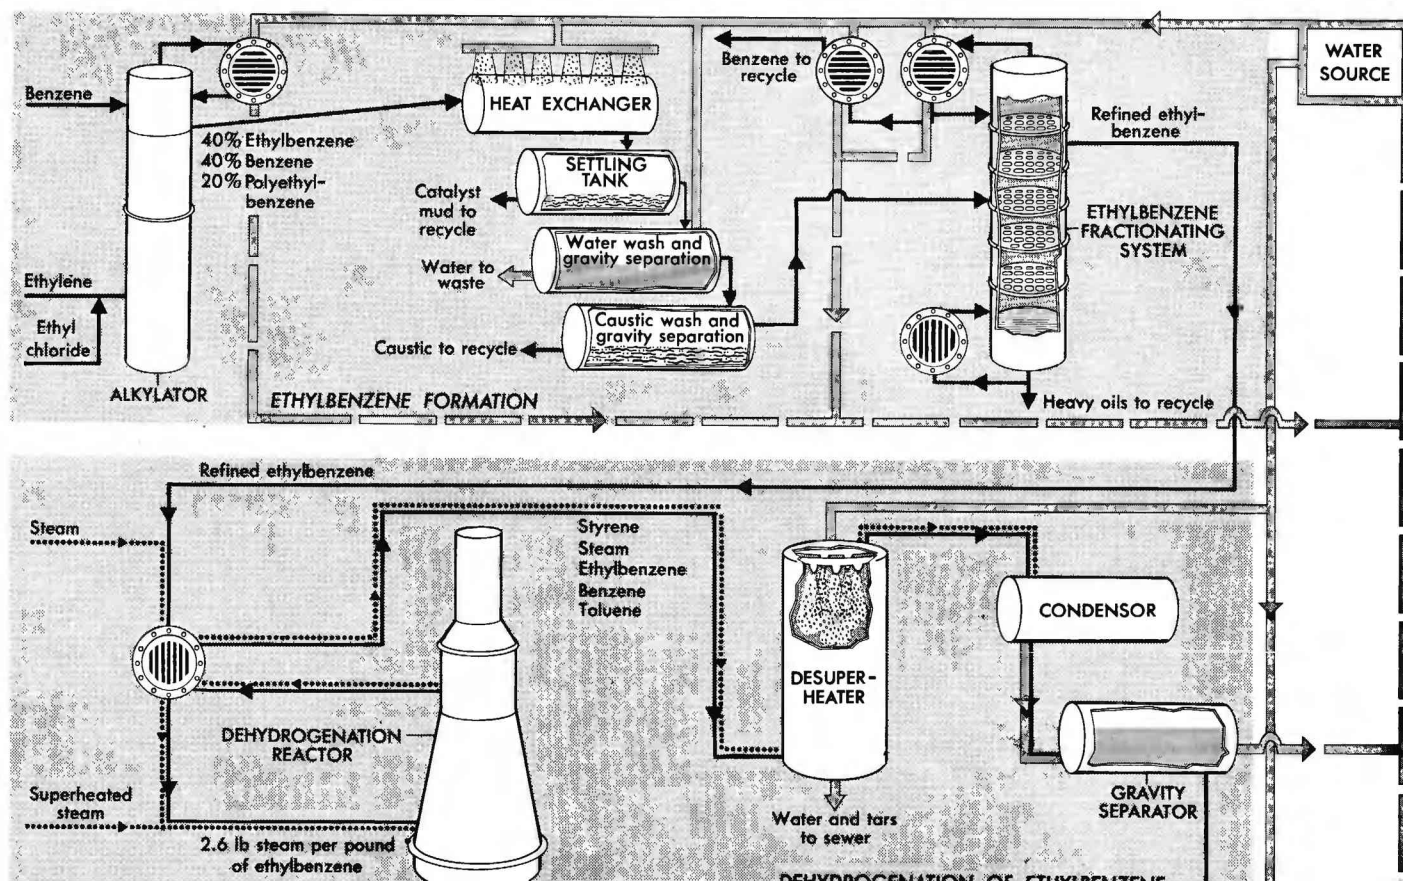 WATER
SOURCE
Benzene to
recycle
Benzene
HEAT EXCHANGER
Refined ethyl-
benzene
40% Ethylbenzene
40% Benzene
20% Polyethyl-
benzene
SETTLING
TANK
Catalyst
mud to
recycle
ETHYLBENZENE
FRACTIONATING
SYSTEM
Water wash and
gravity separation
Water to
waste
Ethylene
Ethyl
chloride
Caustic wash and
gravity separation
Caustic to recycle
ALKYLATOR
ETHYLBENZENE FORMATION
Heavy oils to recycle
Refined ethylbenzene
Steam
Styrene
Steam
Ethylbenzene
Benzene
Toluene
CONDENSOR
DESUPER-
HEATER
DEHYDROGENATION
REACTOR
GRAVITY
SEPARATOR
Superheated
steam
Water and tars
to sewer
2.6 lb steam per pound
of ethylbenzene
DEHYDROGENATION OF ETHYLBENZENE